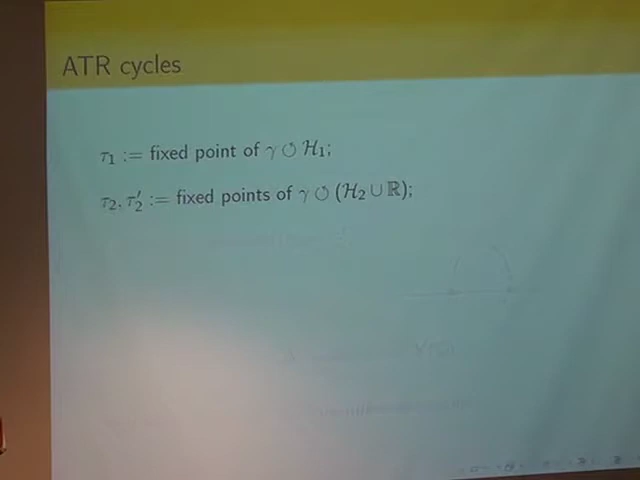 ATR cycles
τ₁ := fixed point of γ ↺ ℋ₁;
τ₂, τ₂′ := fixed points of γ ↺ (ℋ₂ ∪ ℝ);